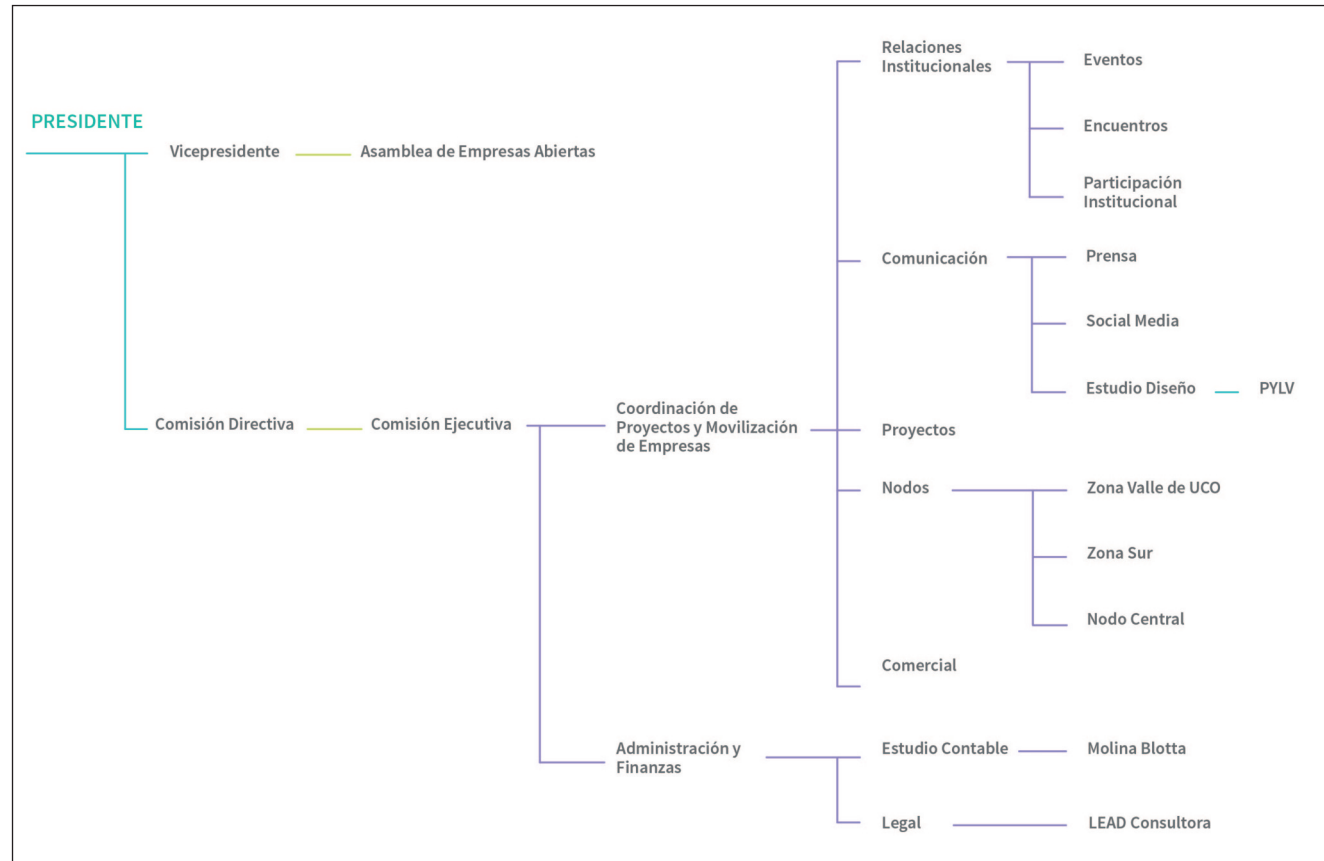 PRESIDENTE
Vicepresidente
Asamblea de Empresas Abiertas
Comisión Directiva
Comisión Ejecutiva
Coordinación de
Proyectos y Movilización
de Empresas
Relaciones
Institucionales
Eventos
Encuentros
Participación
Institucional
Comunicación
Prensa
Social Media
Estudio Diseño
PYLV
Proyectos
Nodos
Zona Valle de UCO
Zona Sur
Nodo Central
Comercial
Administración y
Finanzas
Estudio Contable
Molina Blotta
Legal
LEAD Consultora